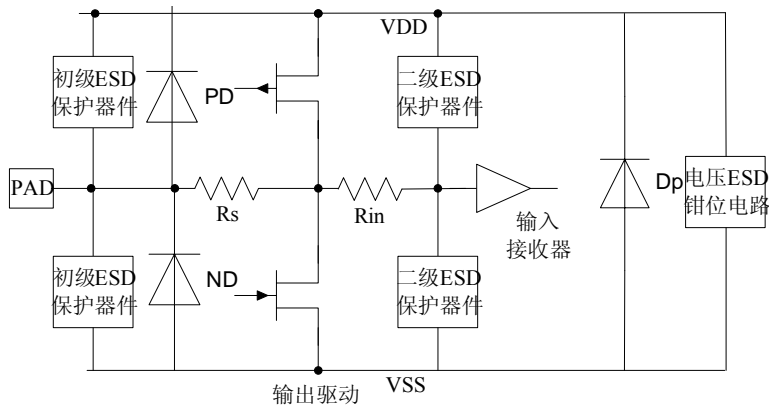 VDD
初级ESD
保护器件
PD
二级ESD
保护器件
PAD
Rs
Rin
输入
接收器
Dp
电压ESD
钳位电路
初级ESD
保护器件
ND
二级ESD
保护器件
输出驱动
VSS